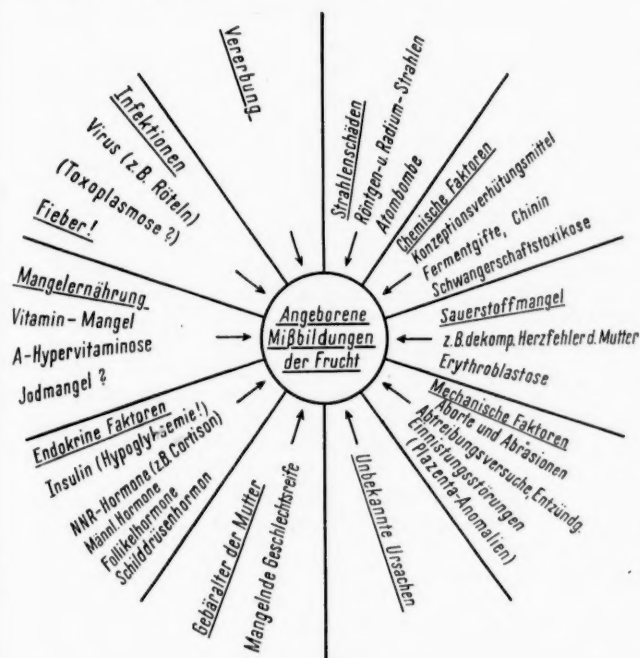 Angeborene
Mißbildungen
der Frucht
Vererbung
Strahlenschäden
Röntgen- u. Radium-Strahlen
Atombombe
Chemische Faktoren
Konzeptionsverhütungsmittel
Fermentgifte, Chinin
Schwangerschaftstoxikose
Sauerstoffmangel
z.B. dekomp. Herzfehler d. Mutter
Erythroblastose
Mechanische Faktoren
Aborte und Abrasionen
Abtreibungsversuche, Entzündg.
Einnistungsstörungen
(Plazenta-Anomalien)
Unbekannte Ursachen
Gebäralter der Mutter
Mangelnde Geschlechtsreife
Endokrine Faktoren
Insulin (Hypoglykaemie!)
NNR-Hormone (z.B. Cortison)
Männl. Hormone
Follikelhormone
Schilddrüsenhormon
Mangelernährung
Vitamin-Mangel
A-Hypervitaminose
Jodmangel ?
Infektionen
Virus (z.B. Röteln)
(Toxoplasmose ?)
Fieber!